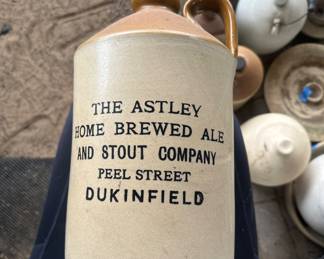 THE ASTLEY
HOME BREWED ALE
AND STOUT COMPANY
PEEL STREET
DUKINFIELD